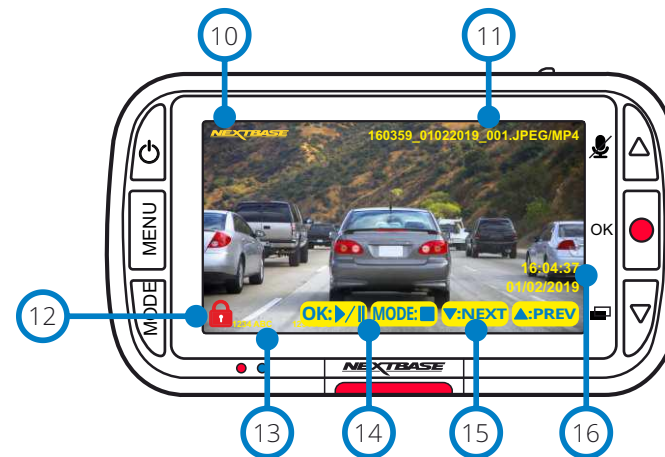 10
11
NEXTBASE
160359_01022019_001.JPEG/MP4
MENU
OK
16:04:37
01/02/2019
MODE
12
OK: MODE: :NEXT :PREV
NEXTBASE
13
14
15
16